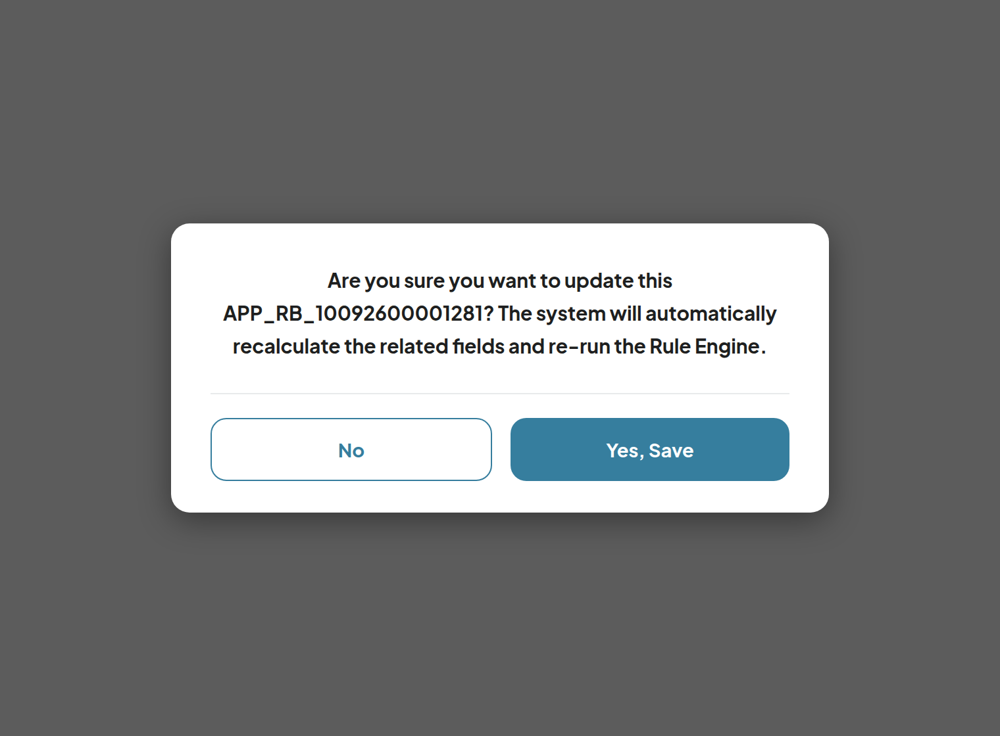 Are you sure you want to update this
APP_RB_10092600001281? The system will automatically
recalculate the related fields and re-run the Rule Engine.
No
Yes, Save